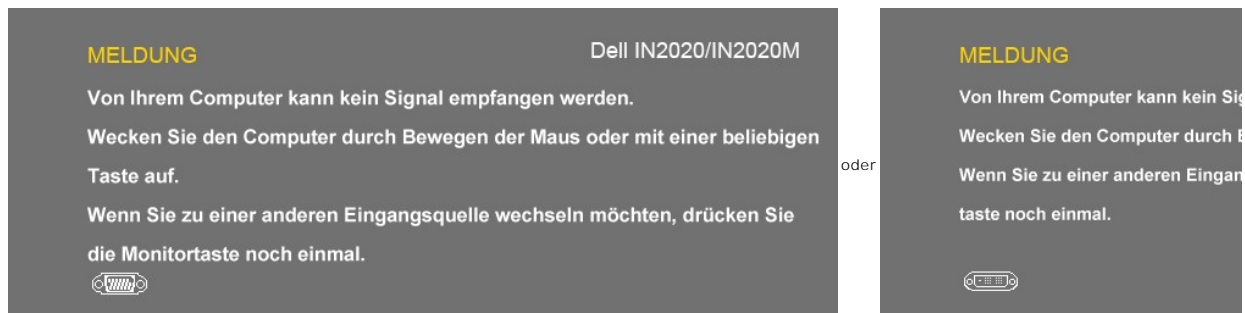 MELDUNG
Dell IN2020/IN2020M
Von Ihrem Computer kann kein Signal empfangen werden.
Wecken Sie den Computer durch Bewegen der Maus oder mit einer beliebigen
Taste auf.
Wenn Sie zu einer anderen Eingangsquelle wechseln möchten, drücken Sie
die Monitortaste noch einmal.
oder
MELDUNG
Von Ihrem Computer kann kein
Wecken Sie den Computer durch
Wenn Sie zu einer anderen
taste noch einmal.